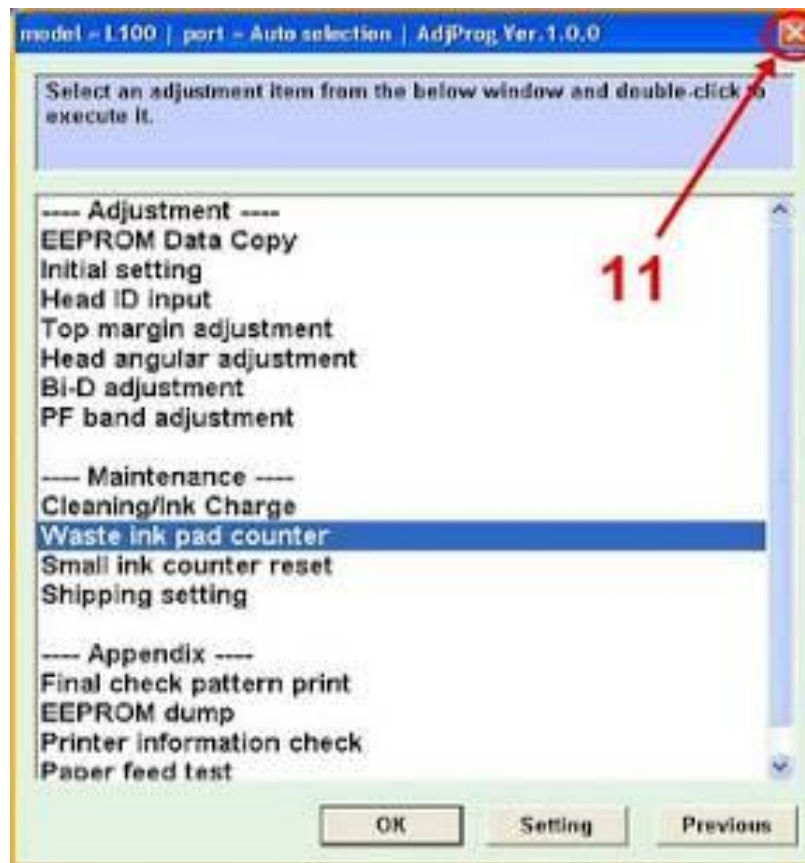 model - L100 | port - Auto selection | AdjProg Ver.1.0.0
Select an adjustment item from the below window and double-click to
execute it.
---- Adjustment ----
EEPROM Data Copy
Initial setting
Head ID input
Top margin adjustment
Head angular adjustment
Bi-D adjustment
PF band adjustment
11
---- Maintenance ----
Cleaning/Ink Charge
Waste ink pad counter
Small ink counter reset
Shipping setting
---- Appendix ----
Final check pattern print
EEPROM dump
Printer information check
Paper feed test
OK
Setting
Previous